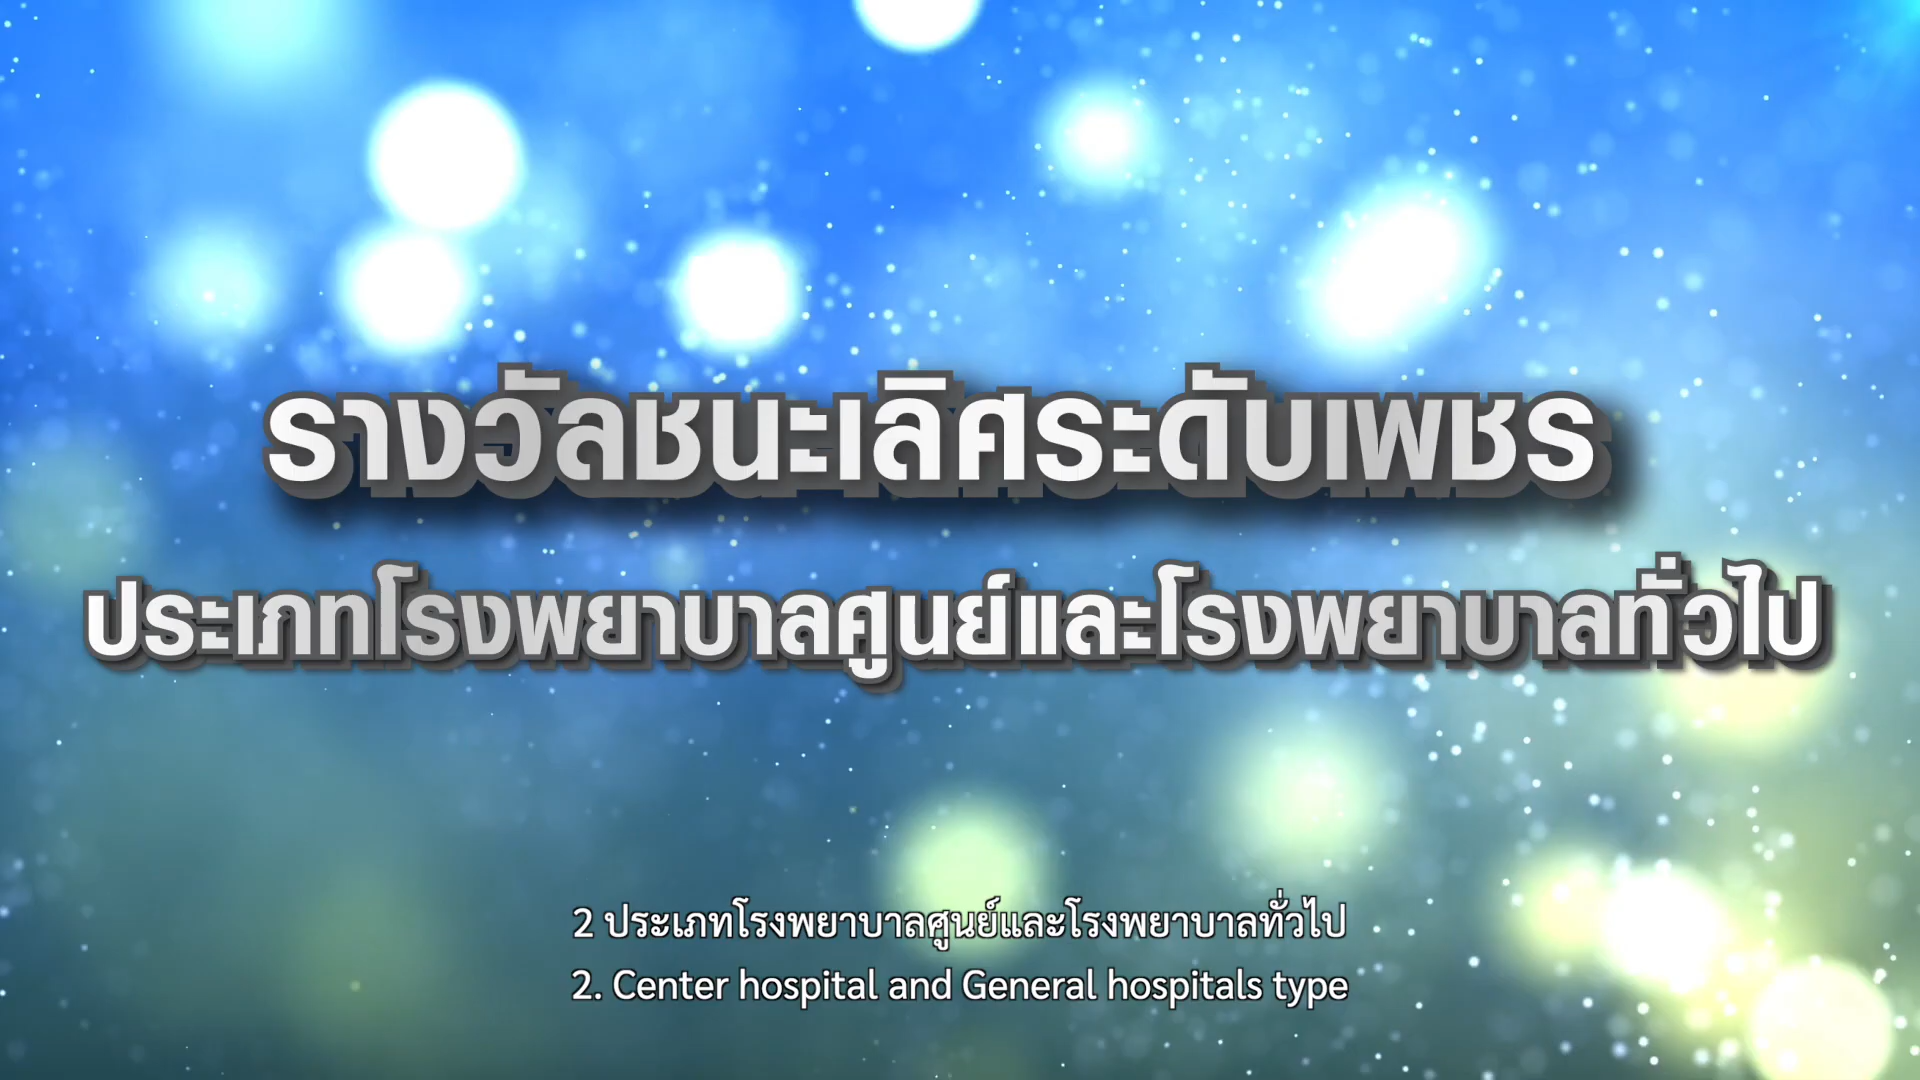 รางวัลชนะเลิศระดับเพชร
ประเภทโรงพยาบาลศูนย์และโรงพยาบาลทั่วไป
2 ประเภทโรงพยาบาลศูนย์และโรงพยาบาลทั่วไป
2. Center hospital and General hospitals type